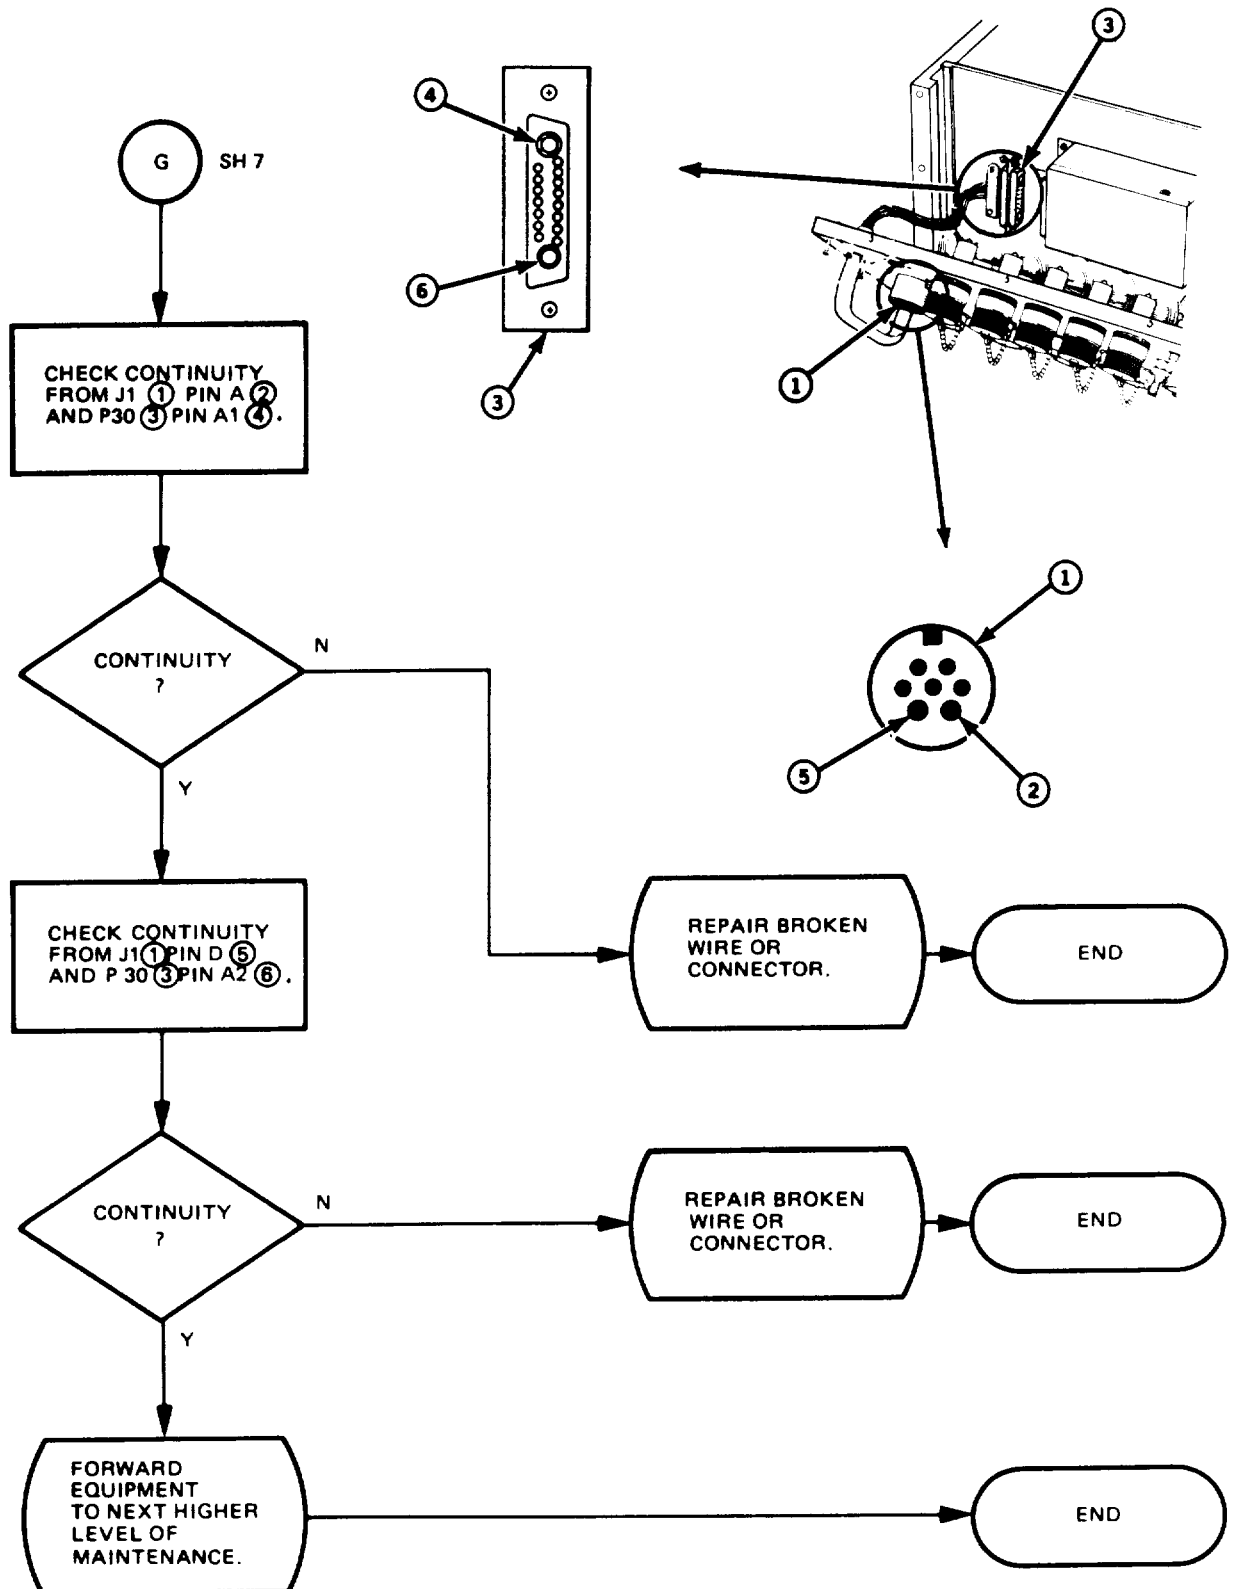 G SH 7
CHECK CONTINUITY
FROM J1 ① PIN A ②
AND P30 ③ PIN A1 ④.
④
⑥
③
③
①
CONTINUITY
?
N
Y
①
⑤
②
CHECK CONTINUITY
FROM J1 ① PIN D ⑤
AND P 30 ③ PIN A2 ⑥.
REPAIR BROKEN
WIRE OR
CONNECTOR.
END
CONTINUITY
?
N
Y
REPAIR BROKEN
WIRE OR
CONNECTOR.
END
FORWARD
EQUIPMENT
TO NEXT HIGHER
LEVEL OF
MAINTENANCE.
END